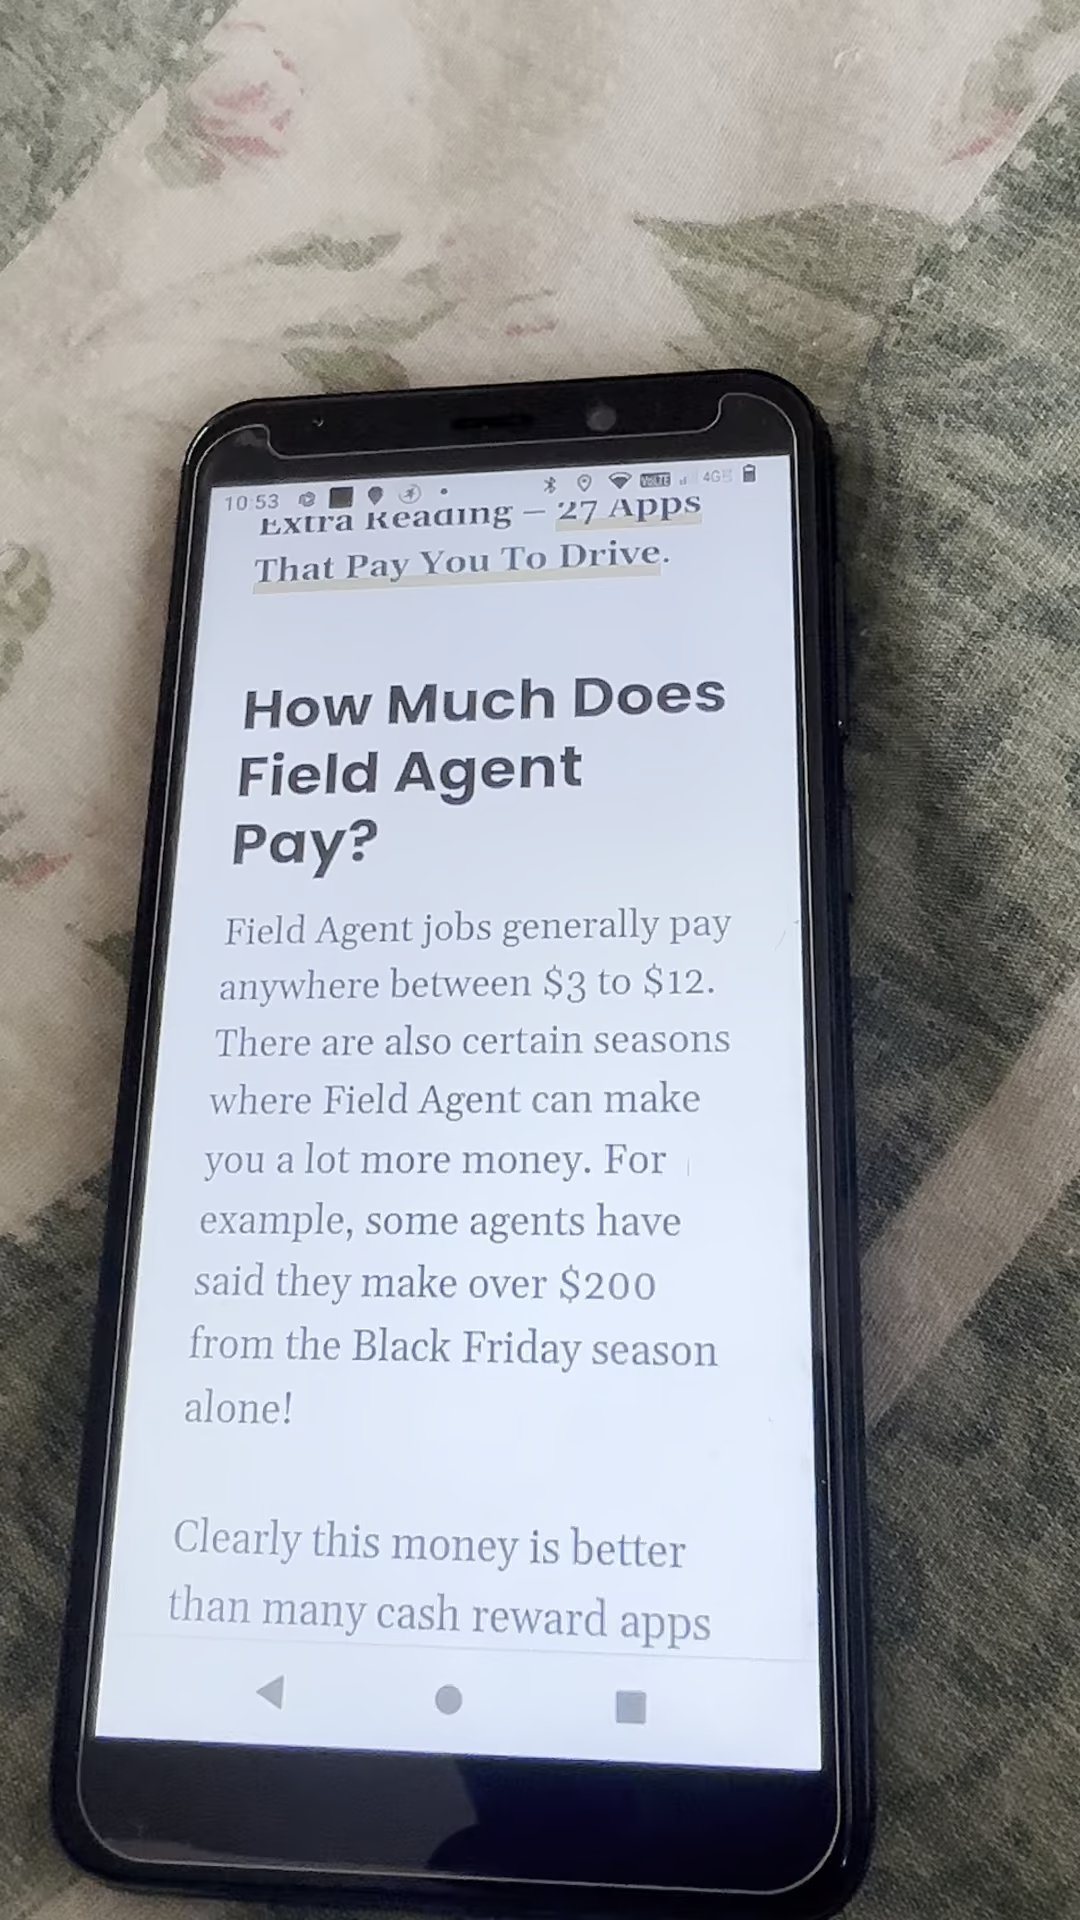 10:53 VoLTE 4G
Extra Reading – 27 Apps
That Pay You To Drive.
How Much Does
Field Agent
Pay?
Field Agent jobs generally pay
anywhere between $3 to $12.
There are also certain seasons
where Field Agent can make
you a lot more money. For
example, some agents have
said they make over $200
from the Black Friday season
alone!
Clearly this money is better
than many cash reward apps